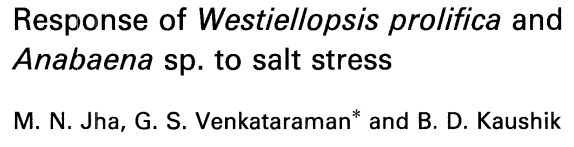 Response of Westiellopsis prolifica and
Anabaena sp. to salt stress
M. N. Jha, G. S. Venkataraman* and B. D. Kaushik